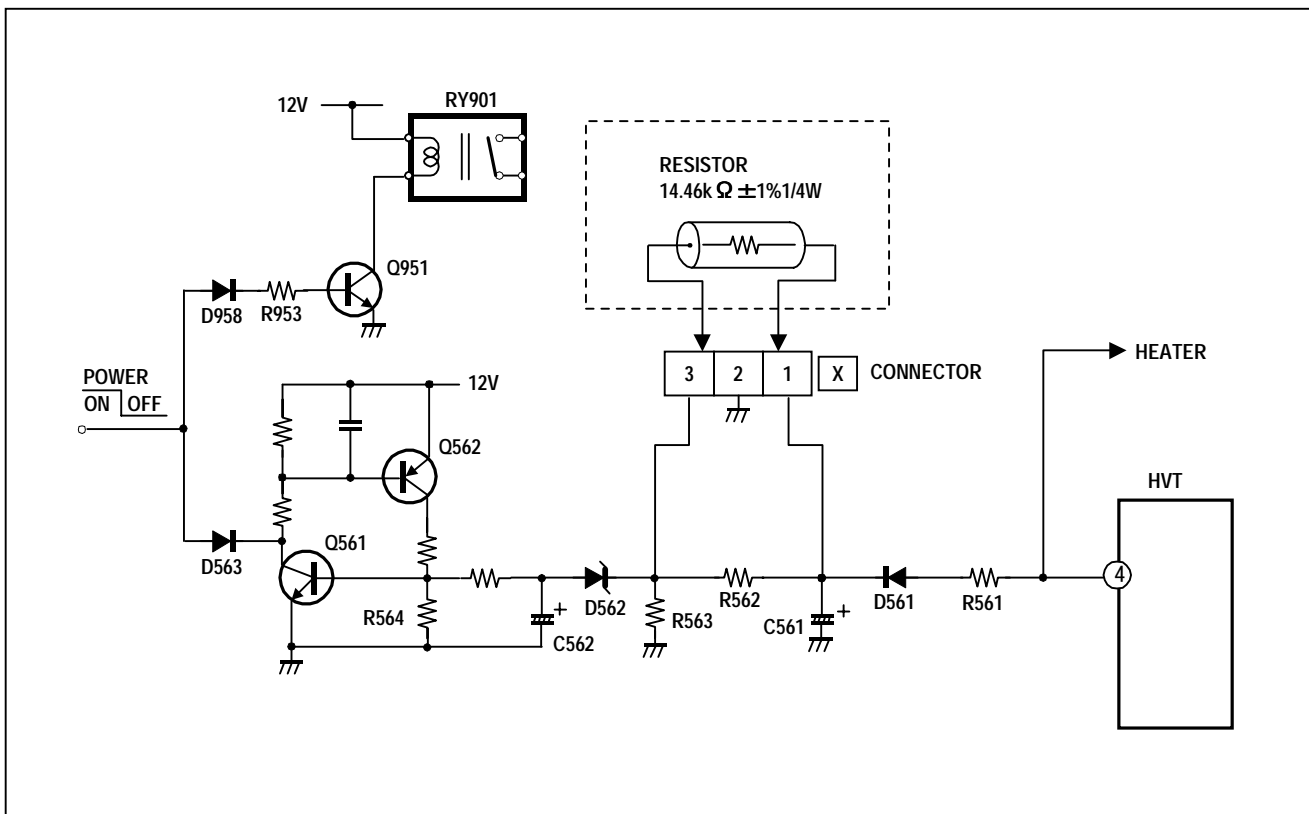 12V
RY901
RESISTOR
14.46k Ω ±1%1/4W
Q951
D958
R953
3 2 1 X CONNECTOR
HEATER
POWER
ON OFF
12V
Q562
HVT
Q561
D563
4
R564
D562
R562
D561
R561
C562
R563
C561
+
+